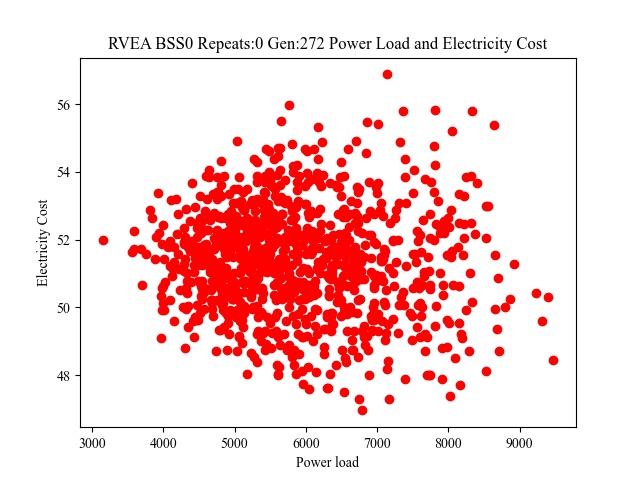 RVEA BSS0 Repeats:0 Gen:272 Power Load and Electricity Cost
56
54
52
50
48
Electricity Cost
3000 4000 5000 6000 7000 8000 9000
Power load